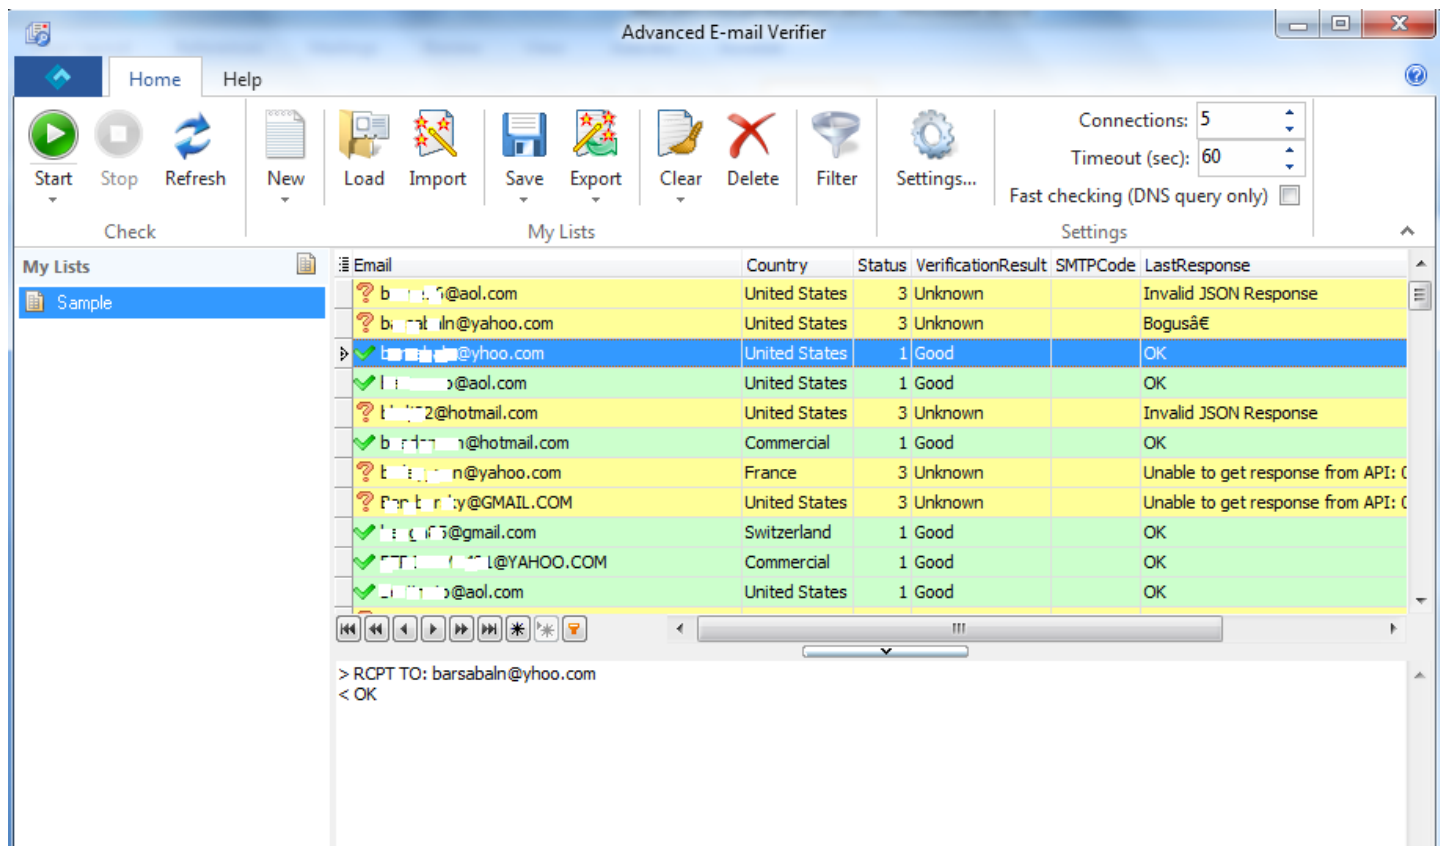 Advanced E-mail Verifier
Home Help
Connections: 5
Timeout (sec): 60
Fast checking (DNS query only)
Start Stop Refresh New Load Import Save Export Clear Delete Filter Settings...
Check My Lists Settings
My Lists
Sample
Email Country Status VerificationResult SMTPCode LastResponse
@aol.com United States 3 Unknown Invalid JSON Response
@yahoo.com United States 3 Unknown Bogusâ€
@yhoo.com United States 1 Good OK
@aol.com United States 1 Good OK
@hotmail.com United States 3 Unknown Invalid JSON Response
@hotmail.com Commercial 1 Good OK
@yahoo.com France 3 Unknown Unable to get response from API:
@GMAIL.COM United States 3 Unknown Unable to get response from API:
@gmail.com Switzerland 1 Good OK
@YAHOO.COM Commercial 1 Good OK
@aol.com United States 1 Good OK
> RCPT TO: barsabaln@yhoo.com
< OK